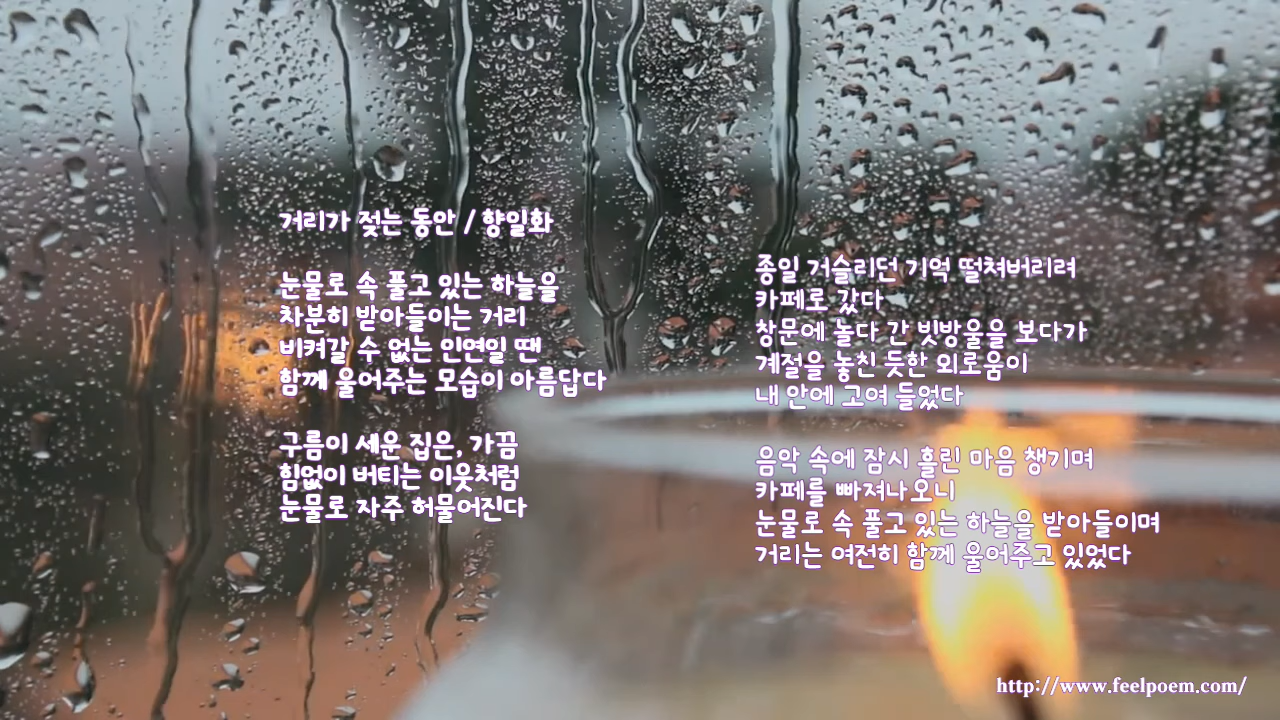 거리가 젖는 동안 / 향일화
눈물로 속 풀고 있는 하늘을
차분히 받아들이는 거리
비켜갈 수 없는 인연일 땐
함께 울어주는 모습이 아름답다
구름이 세운 집은, 가끔
힘없이 버티는 이웃처럼
눈물로 자주 허물어진다
종일 거슬리던 기억 떨쳐버리려
카페로 갔다
창문에 놀다 간 빗방울을 보다가
계절을 놓친 듯한 외로움이
내 안에 고여 들었다
음악 속에 잠시 흘린 마음 챙기며
카페를 빠져나오니
눈물로 속 풀고 있는 하늘을 받아들이며
거리는 여전히 함께 울어주고 있었다
http://www.feelpoem.com/